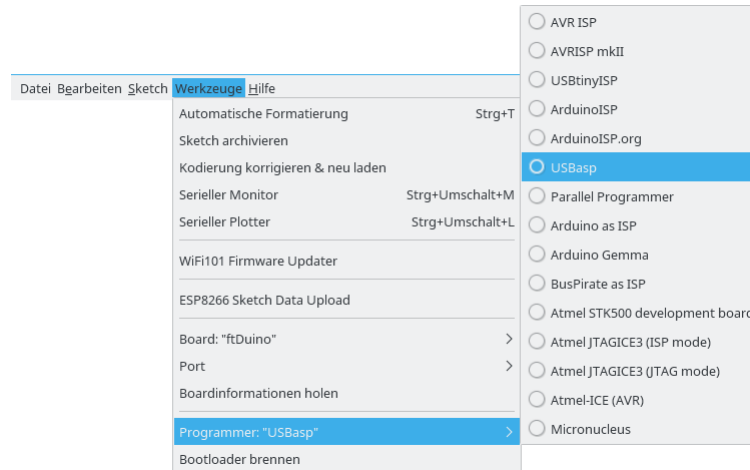 Datei Bearbeiten Sketch Werkzeuge Hilfe
Automatische Formatierung Strg+T
Sketch archivieren
Kodierung korrigieren & neu laden
Serieller Monitor Strg+Umschalt+M
Serieller Plotter Strg+Umschalt+L
WiFi101 Firmware Updater
ESP8266 Sketch Data Upload
Board: "ftDuino"
Port
Boardinformationen holen
Programmer: "USBasp"
Bootloader brennen
AVR ISP
AVRISP mkII
USBtinyISP
ArduinoISP
ArduinoISP.org
USBasp
Parallel Programmer
Arduino as ISP
Arduino Gemma
BusPirate as ISP
Atmel STK500 development board
Atmel JTAGICE3 (ISP mode)
Atmel JTAGICE3 (JTAG mode)
Atmel-ICE (AVR)
Micronucleus